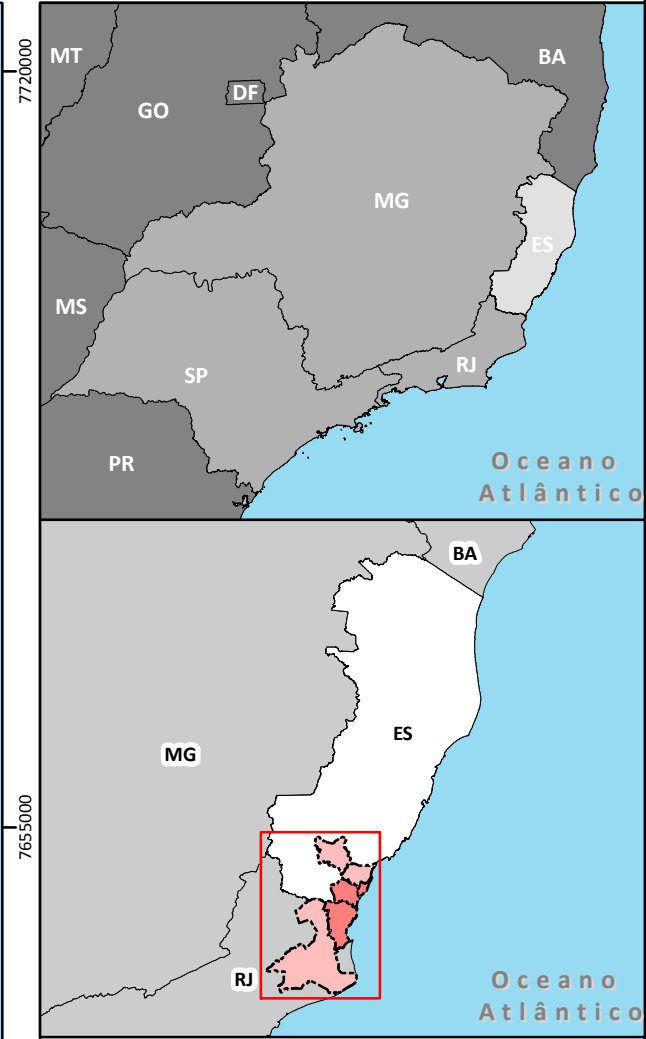 7720000
MT
BA
DF
GO
MG
ES
MS
RJ
SP
PR
Oceano
Atlântico
BA
ES
MG
7655000
RJ
Oceano
Atlântico